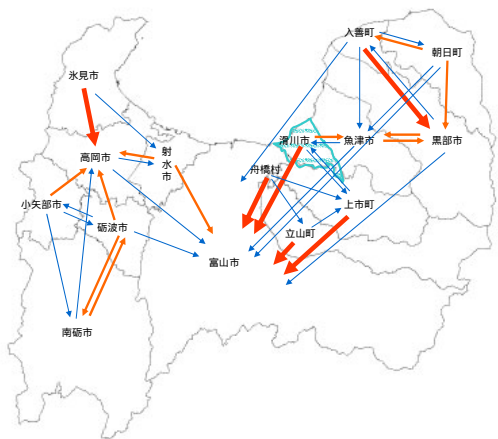 入善町
朝日町
氷見市
滑川市
魚津市
黒部市
高岡市
射
水
市
舟橋村
小矢部市
上市町
砺波市
立山町
富山市
南砺市